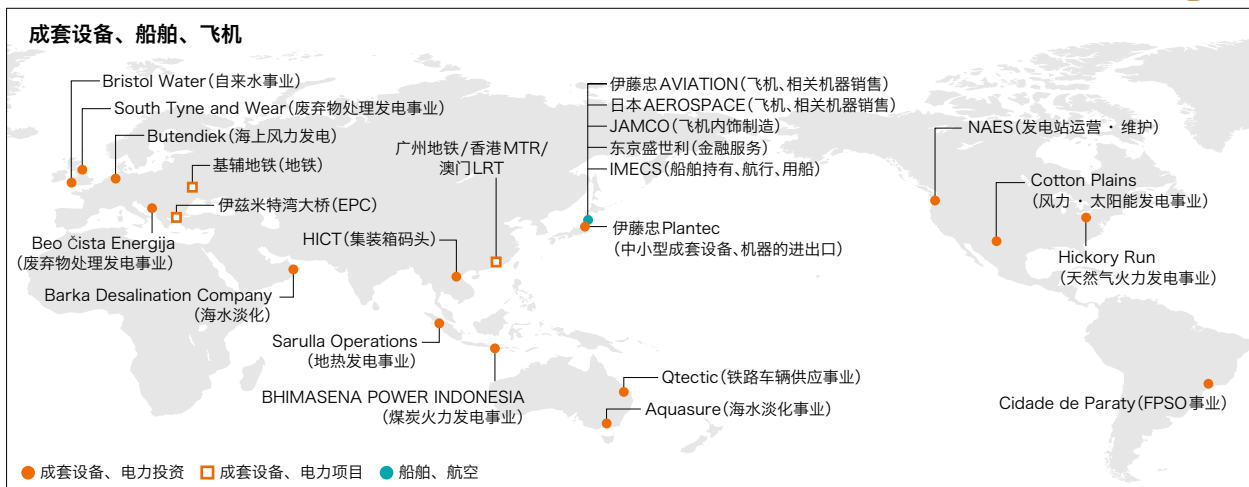 成套设备、船舶、飞机
Bristol Water(自来水事业)
South Tyne and Wear(废弃物处理发电事业)
Butendiek(海上风力发电)
基辅地铁(地铁)
伊兹米特湾大桥(EPC)
Beo Čista Energija
(废弃物处理发电事业)
Barka Desalination Company
(海水淡化)
广州地铁/香港MTR/
澳门LRT
HICT(集装箱码头)
Sarulla Operations
(地热发电事业)
BHIMASENA POWER INDONESIA
(煤炭火力发电事业)
伊藤忠AVIATION(飞机、相关机器销售)
日本AEROSPACE(飞机、相关机器销售)
JAMCO(飞机内饰制造)
东京盛世利(金融服务)
IMECS(船舶持有、航行、用船)
伊藤忠Plantec
(中小型成套设备、机器的进出口)
Qtectic(铁路车辆供应事业)
Aquasure(海水淡化事业)
NAES(发电站运营・维护)
Cotton Plains
(风力・太阳能发电事业)
Hickory Run
(天然气火力发电事业)
Cidade de Paraty(FPSO事业)
成套设备、电力投资 成套设备、电力项目 船舶、航空